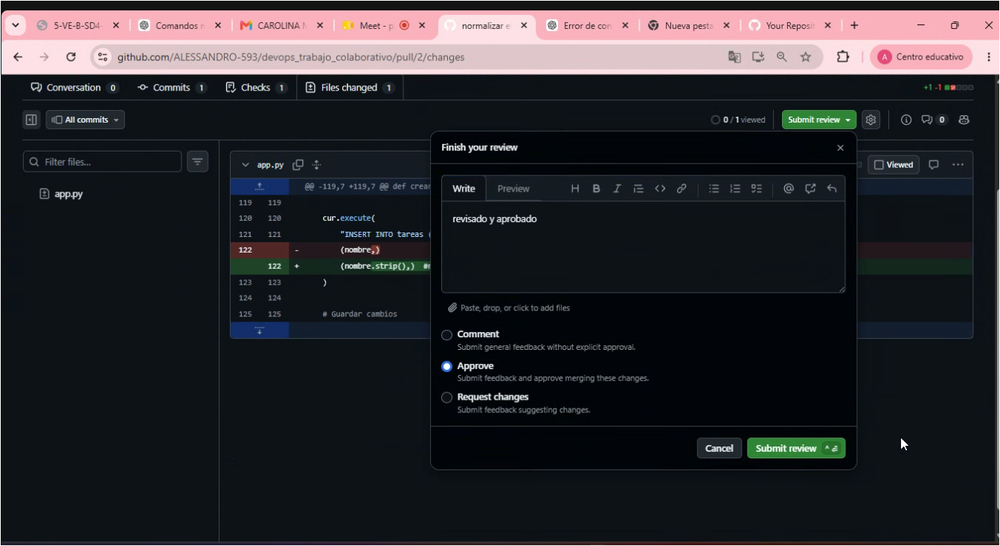 5-VE-B-SD4-
Comandos
CAROLINA
Meet - p
normalizar e
Error de con
Nueva pesta
Your Reposit
github.com/ALESSANDRO-593/devops_trabajo_colaborativo/pull/2/changes
A Centro educativo
Conversation 0 Commits 1 Checks 1 Files changed 1
+1 -1
All commits
0 / 1 viewed
Submit review
0
Filter files...
app.py
Finish your review
app.py
Viewed
@@ -119,7 +119,7 @@ def crear
Write Preview
119 119
120 120 cur.execute(
revisado y aprobado
121 121 "INSERT INTO tareas (
122 - (nombre,)
122 + (nombre.strip(),) #
123 123 )
124 124
125 125 # Guardar cambios
Paste, drop, or click to add files
Comment
Submit general feedback without explicit approval.
Approve
Submit feedback and approve merging these changes.
Request changes
Submit feedback suggesting changes.
Cancel Submit review